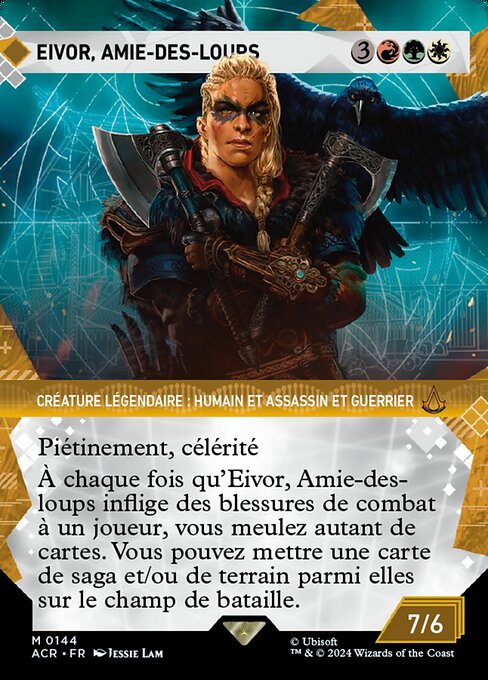 EIVOR, AMIE-DES-LOUPS 3
CRÉATURE LÉGENDAIRE : HUMAIN ET ASSASSIN ET GUERRIER
Piétinement, célérité
À chaque fois qu'Eivor, Amie-des-
loups inflige des blessures de combat
à un joueur, vous meulez autant de
cartes. Vous pouvez mettre une carte
de saga et/ou de terrain parmi elles
sur le champ de bataille.
7/6
M 0144
ACR • FR Jessie Lam
© Ubisoft
™ & © 2024 Wizards of the Coast